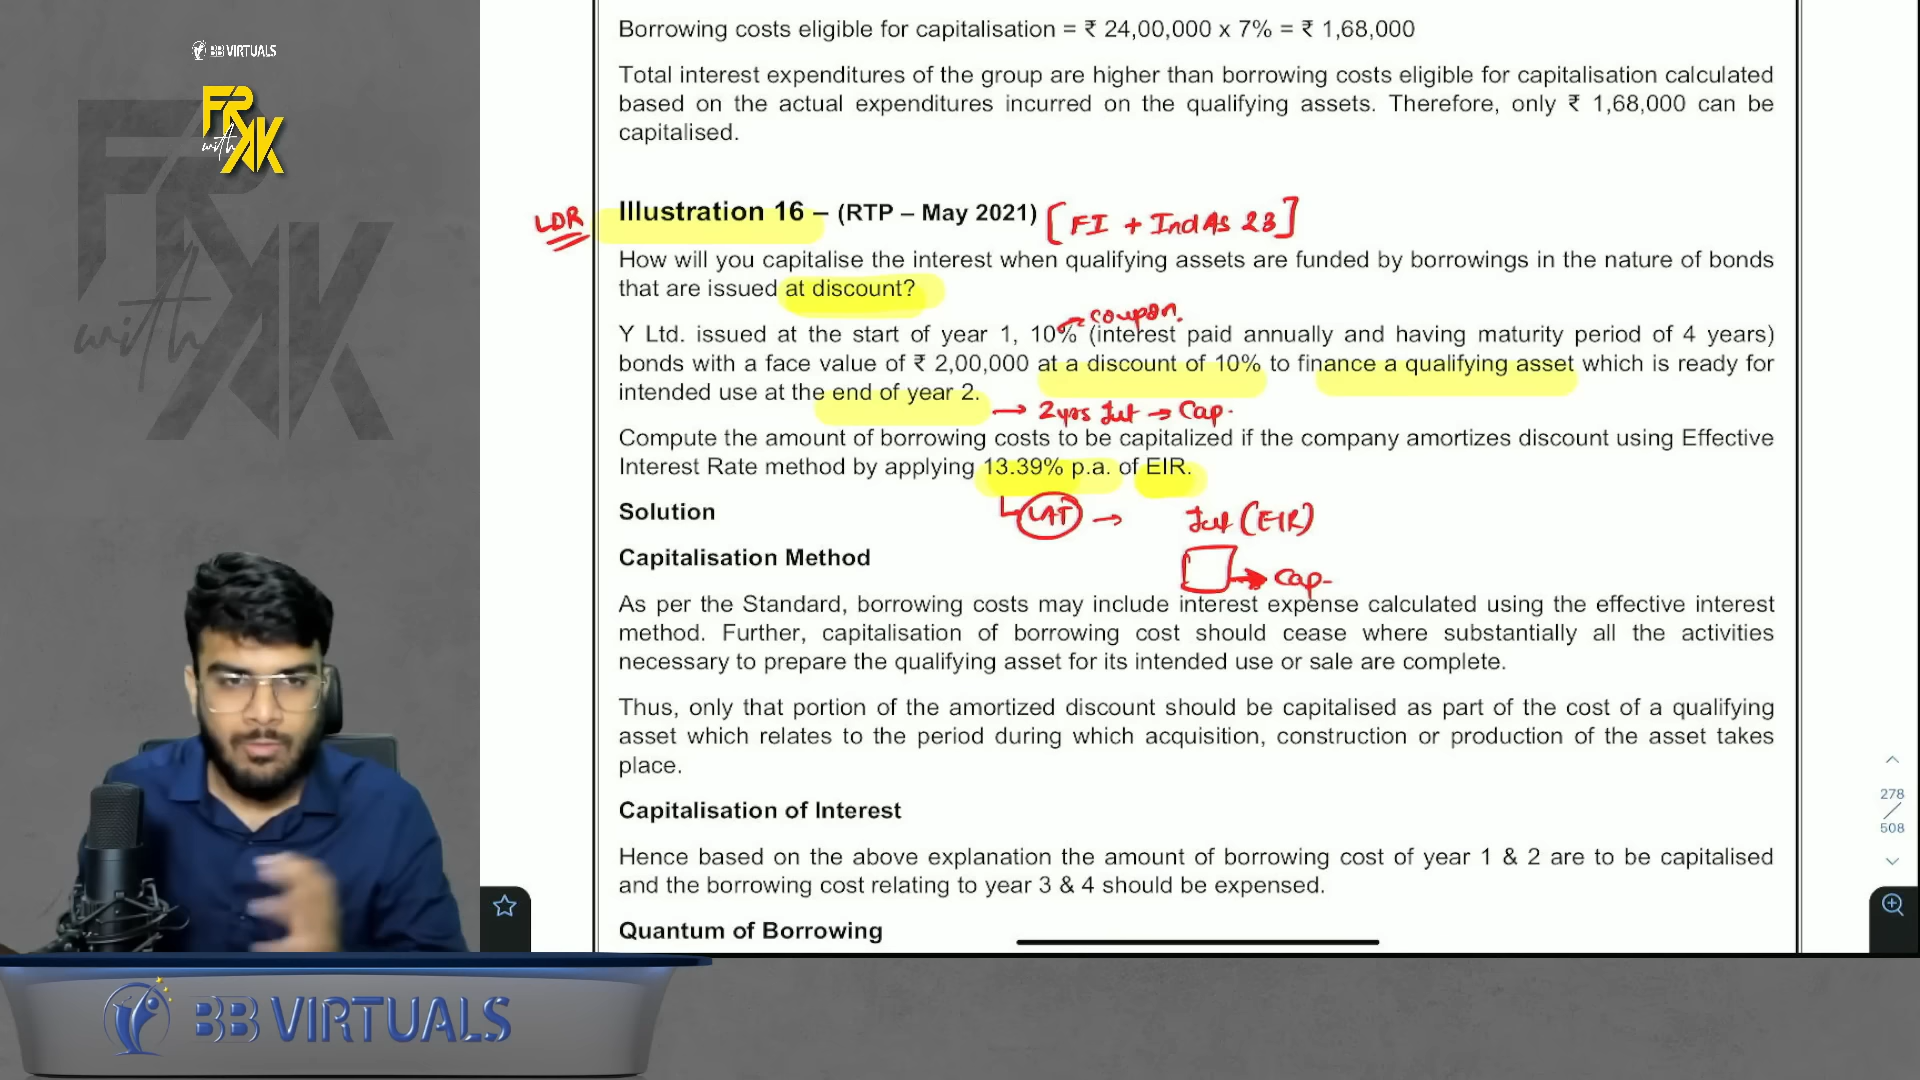 BB VIRTUALS
FR
with
KK
Borrowing costs eligible for capitalisation = ₹ 24,00,000 x 7% = ₹ 1,68,000
Total interest expenditures of the group are higher than borrowing costs eligible for capitalisation calculated
based on the actual expenditures incurred on the qualifying assets. Therefore, only ₹ 1,68,000 can be
capitalised.
LDR Illustration 16 – (RTP – May 2021) [FI + Ind As 23]
How will you capitalise the interest when qualifying assets are funded by borrowings in the nature of bonds
that are issued at discount?
coupon.
Y Ltd. issued at the start of year 1, 10% (interest paid annually and having maturity period of 4 years)
bonds with a face value of ₹ 2,00,000 at a discount of 10% to finance a qualifying asset which is ready for
intended use at the end of year 2.
→ 2 yrs Int → Cap.
Compute the amount of borrowing costs to be capitalized if the company amortizes discount using Effective
Interest Rate method by applying 13.39% p.a. of EIR.
Solution
→ Int (EIR)
Capitalisation Method
→ Cap-
As per the Standard, borrowing costs may include interest expense calculated using the effective interest
method. Further, capitalisation of borrowing cost should cease where substantially all the activities
necessary to prepare the qualifying asset for its intended use or sale are complete.
Thus, only that portion of the amortized discount should be capitalised as part of the cost of a qualifying
asset which relates to the period during which acquisition, construction or production of the asset takes
place.
Capitalisation of Interest
Hence based on the above explanation the amount of borrowing cost of year 1 & 2 are to be capitalised
and the borrowing cost relating to year 3 & 4 should be expensed.
Quantum of Borrowing
278
/
508
BB VIRTUALS